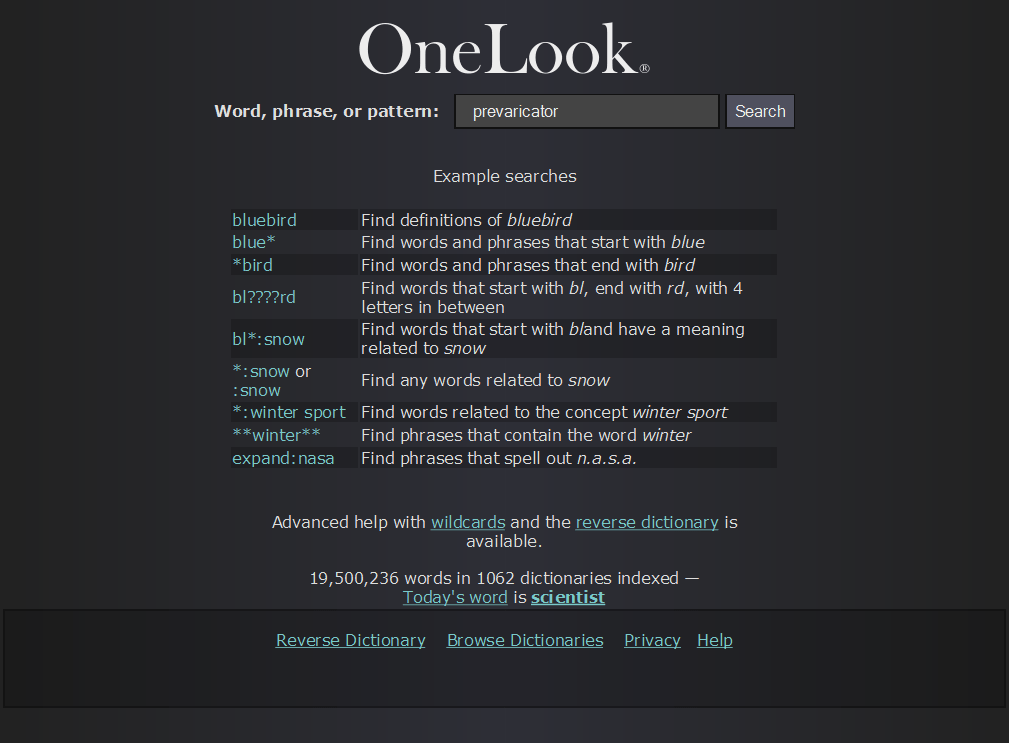 OneLook®
Word, phrase, or pattern: prevaricator Search
Example searches
bluebird Find definitions of bluebird
blue* Find words and phrases that start with blue
*bird Find words and phrases that end with bird
bl????rd Find words that start with bl, end with rd, with 4
letters in between
bl*:snow Find words that start with bland have a meaning
related to snow
*:snow or
:snow Find any words related to snow
*:winter sport Find words related to the concept winter sport
**winter** Find phrases that contain the word winter
expand:nasa Find phrases that spell out n.a.s.a.
Advanced help with wildcards and the reverse dictionary is
available.
19,500,236 words in 1062 dictionaries indexed —
Today's word is scientist
Reverse Dictionary Browse Dictionaries Privacy Help